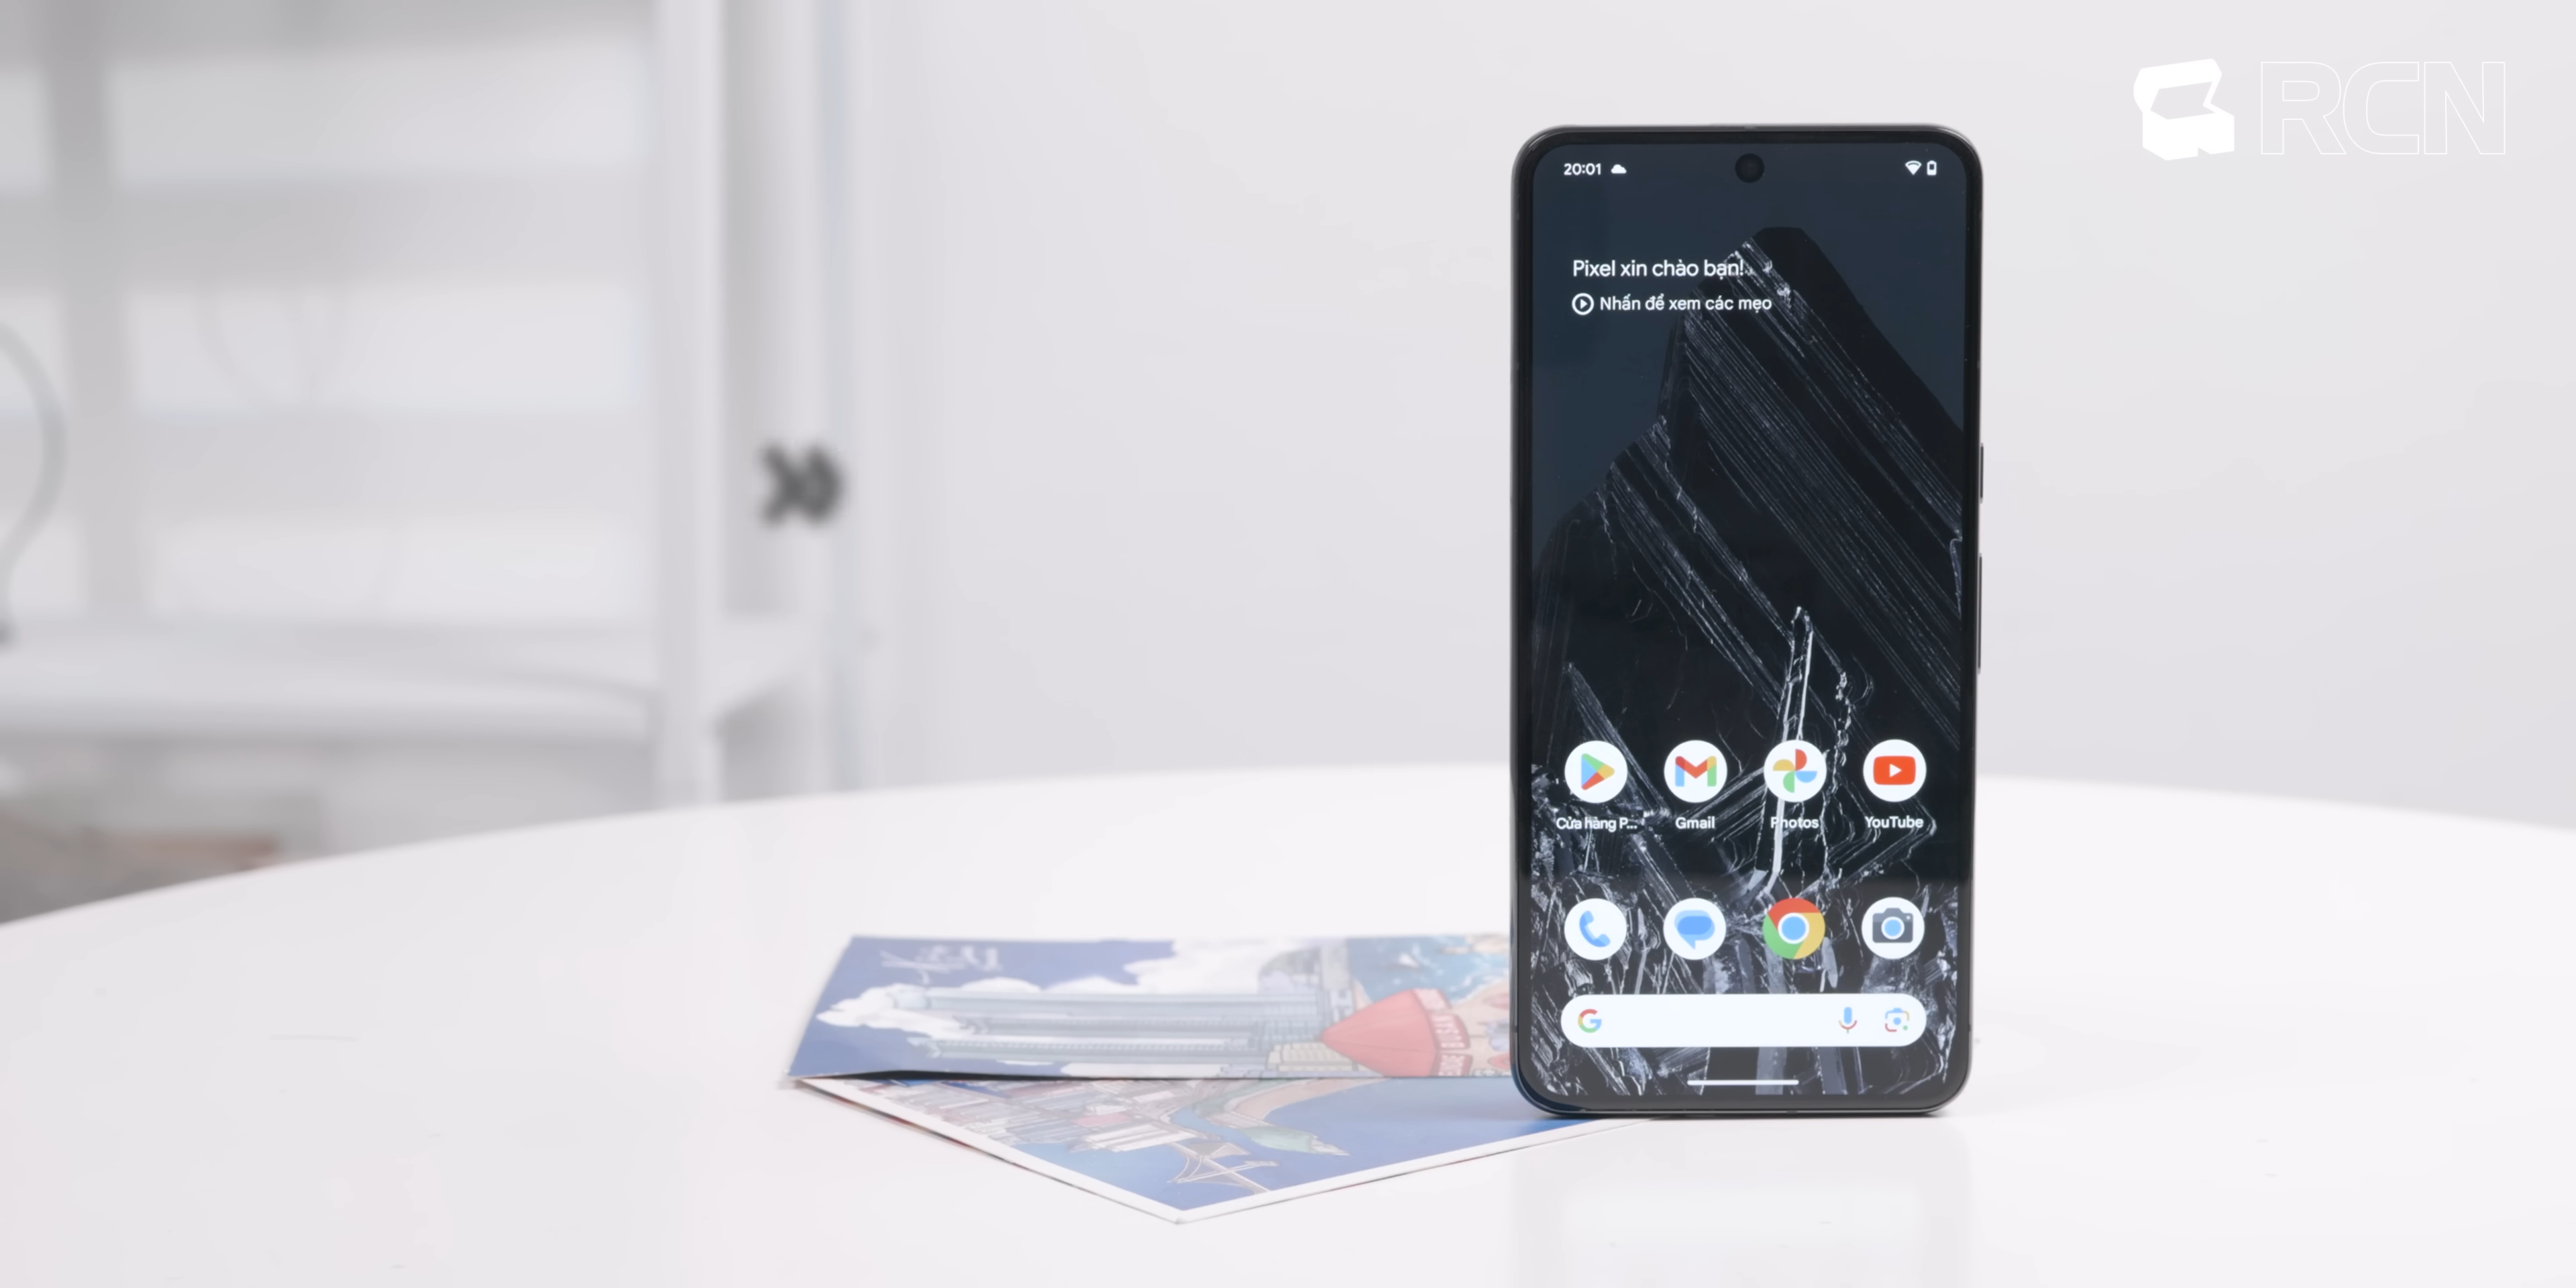 RCN
20:01
Pixel xin chào bạn!
Nhấn để xem các mẹo
Cửa hàng P...
Gmail
Photos
YouTube